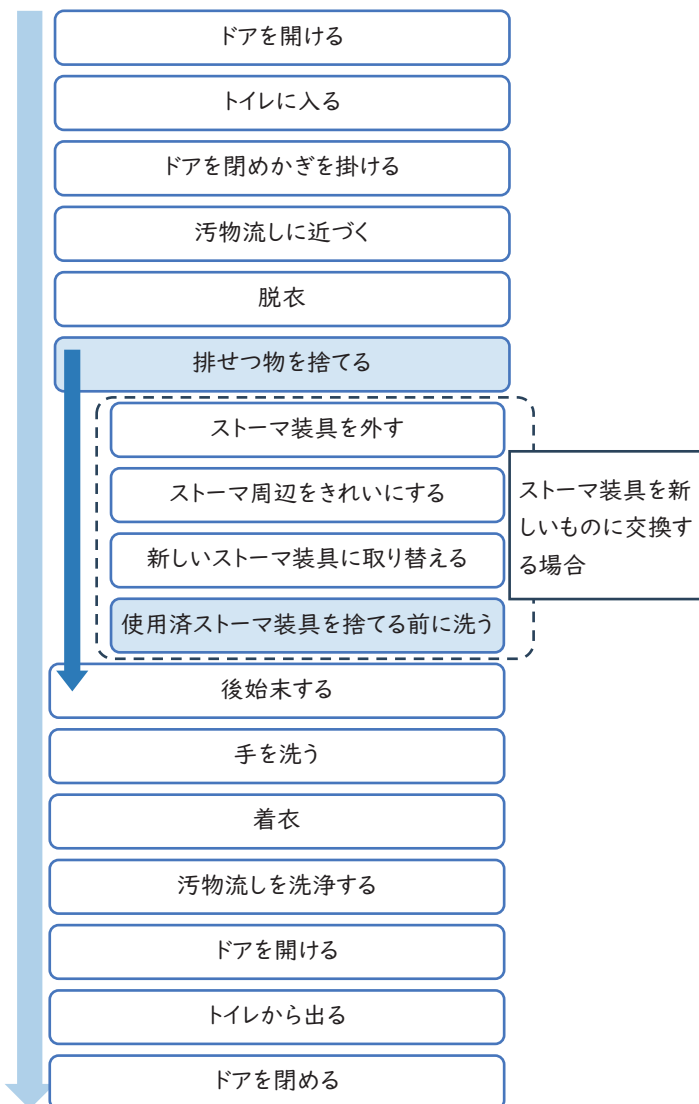 ドアを開ける
トイレに入る
ドアを閉めかぎを掛ける
汚物流しに近づく
脱衣
排せつ物を捨てる
ストーマ装具を外す
ストーマ周辺をきれいにする
新しいストーマ装具に取り替える
使用済ストーマ装具を捨てる前に洗う
ストーマ装具を新
しいものに交換す
る場合
後始末する
手を洗う
着衣
汚物流しを洗浄する
ドアを開ける
トイレから出る
ドアを閉める